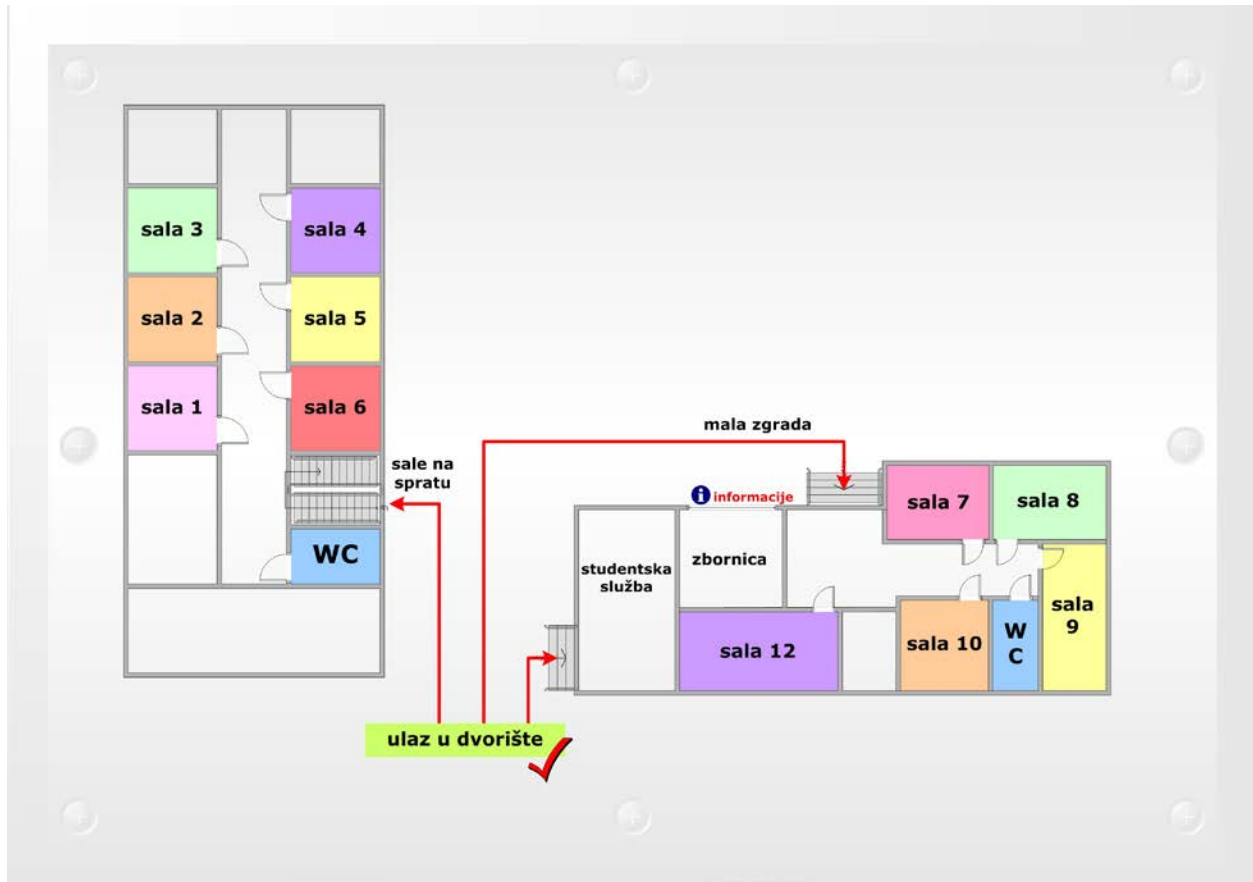 sala 3
sala 4
sala 2
sala 5
sala 1
sala 6
sale na
spratu
WC
mala zgrada
informacije
sala 7
sala 8
studentska
služba
zbornica
sala
9
sala 12
sala 10
W
C
ulaz u dvorište